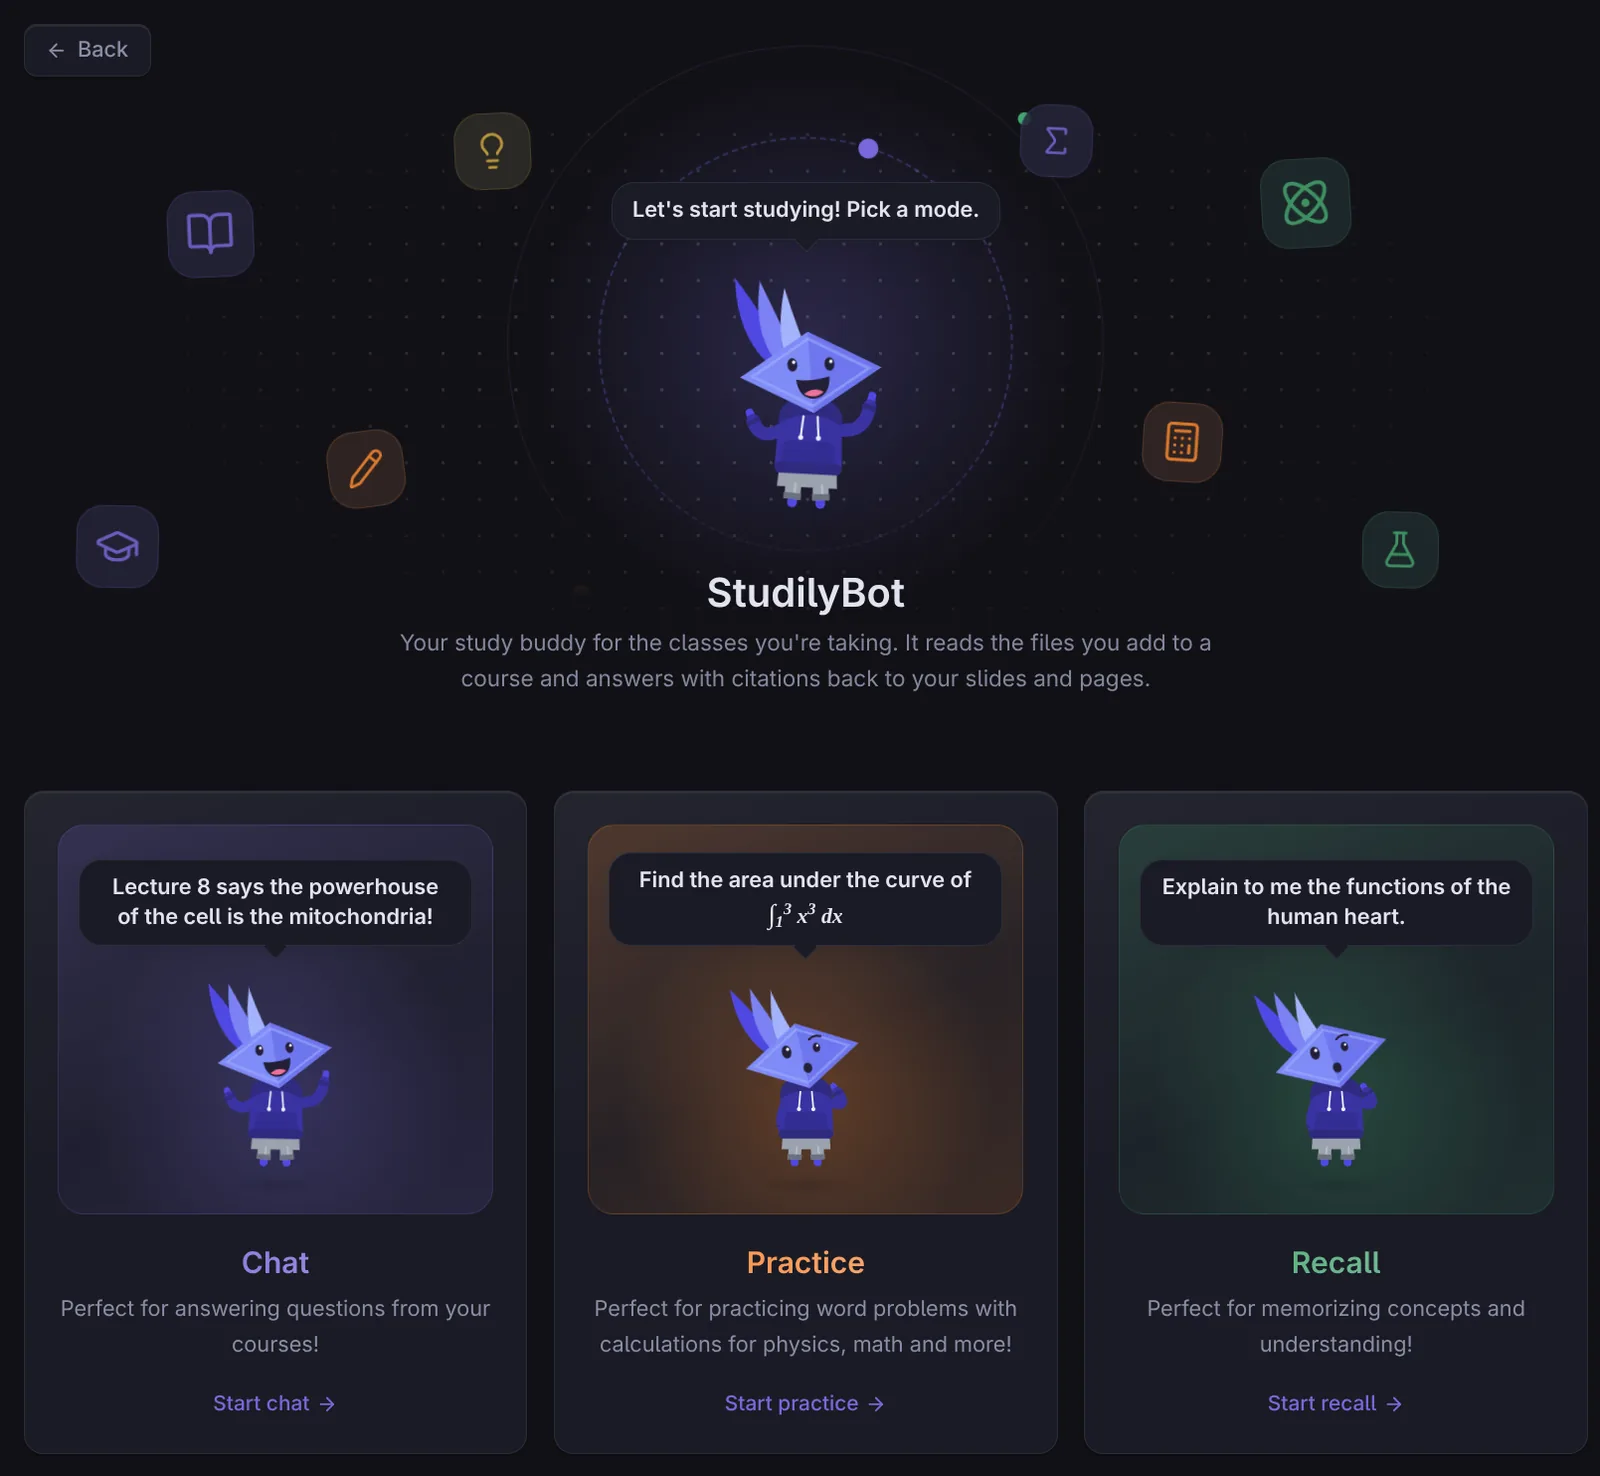 ← Back
Σ
Let's start studying! Pick a mode.
StudilyBot
Your study buddy for the classes you're taking. It reads the files you add to a
course and answers with citations back to your slides and pages.
Lecture 8 says the powerhouse
of the cell is the mitochondria!
Chat
Perfect for answering questions from your
courses!
Start chat →
Find the area under the curve of
∫₁³ x³ dx
Practice
Perfect for practicing word problems with
calculations for physics, math and more!
Start practice →
Explain to me the functions of the
human heart.
Recall
Perfect for memorizing concepts and
understanding!
Start recall →